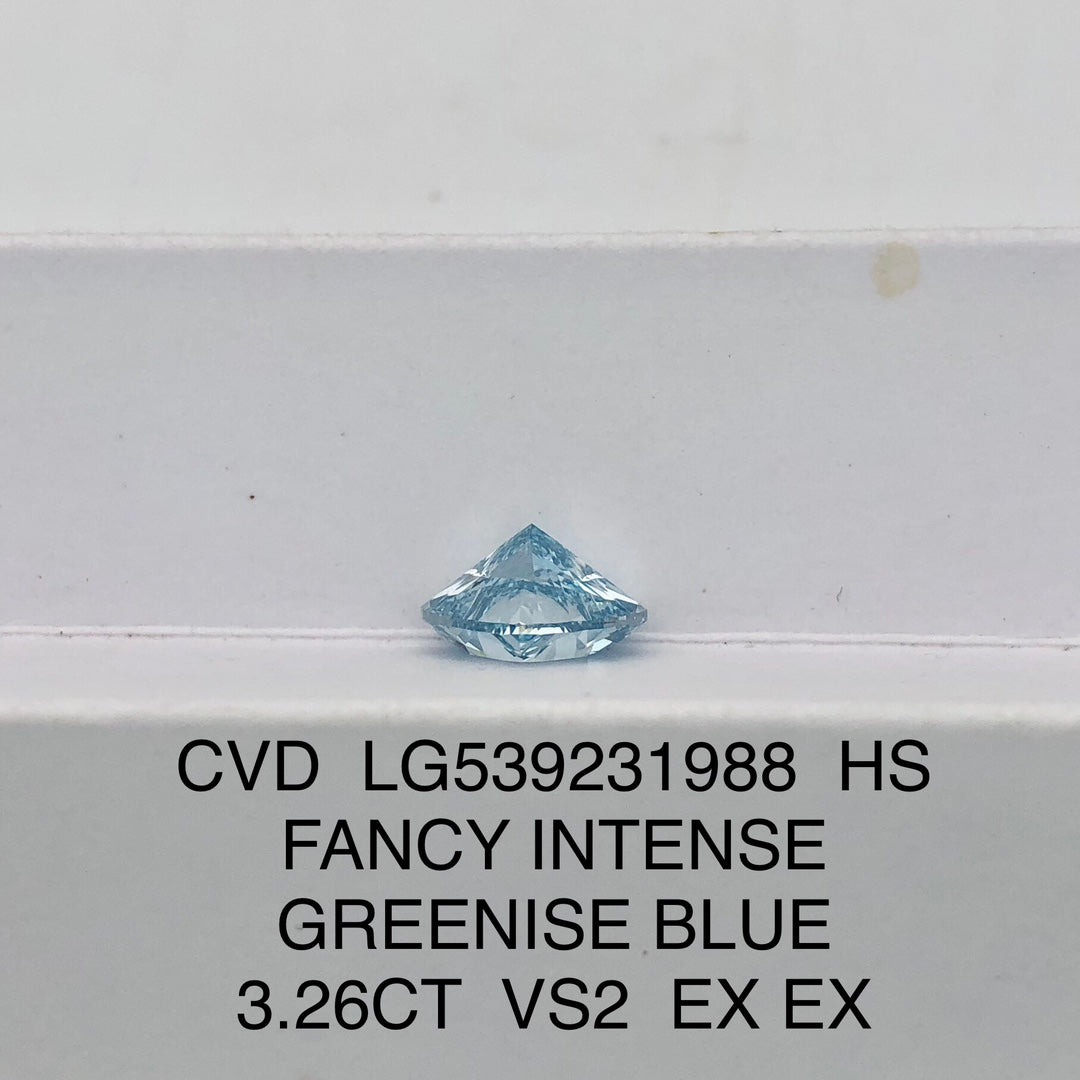 CVD LG539231988 HS
FANCY INTENSE
GREENISE BLUE
3.26CT VS2 EX EX